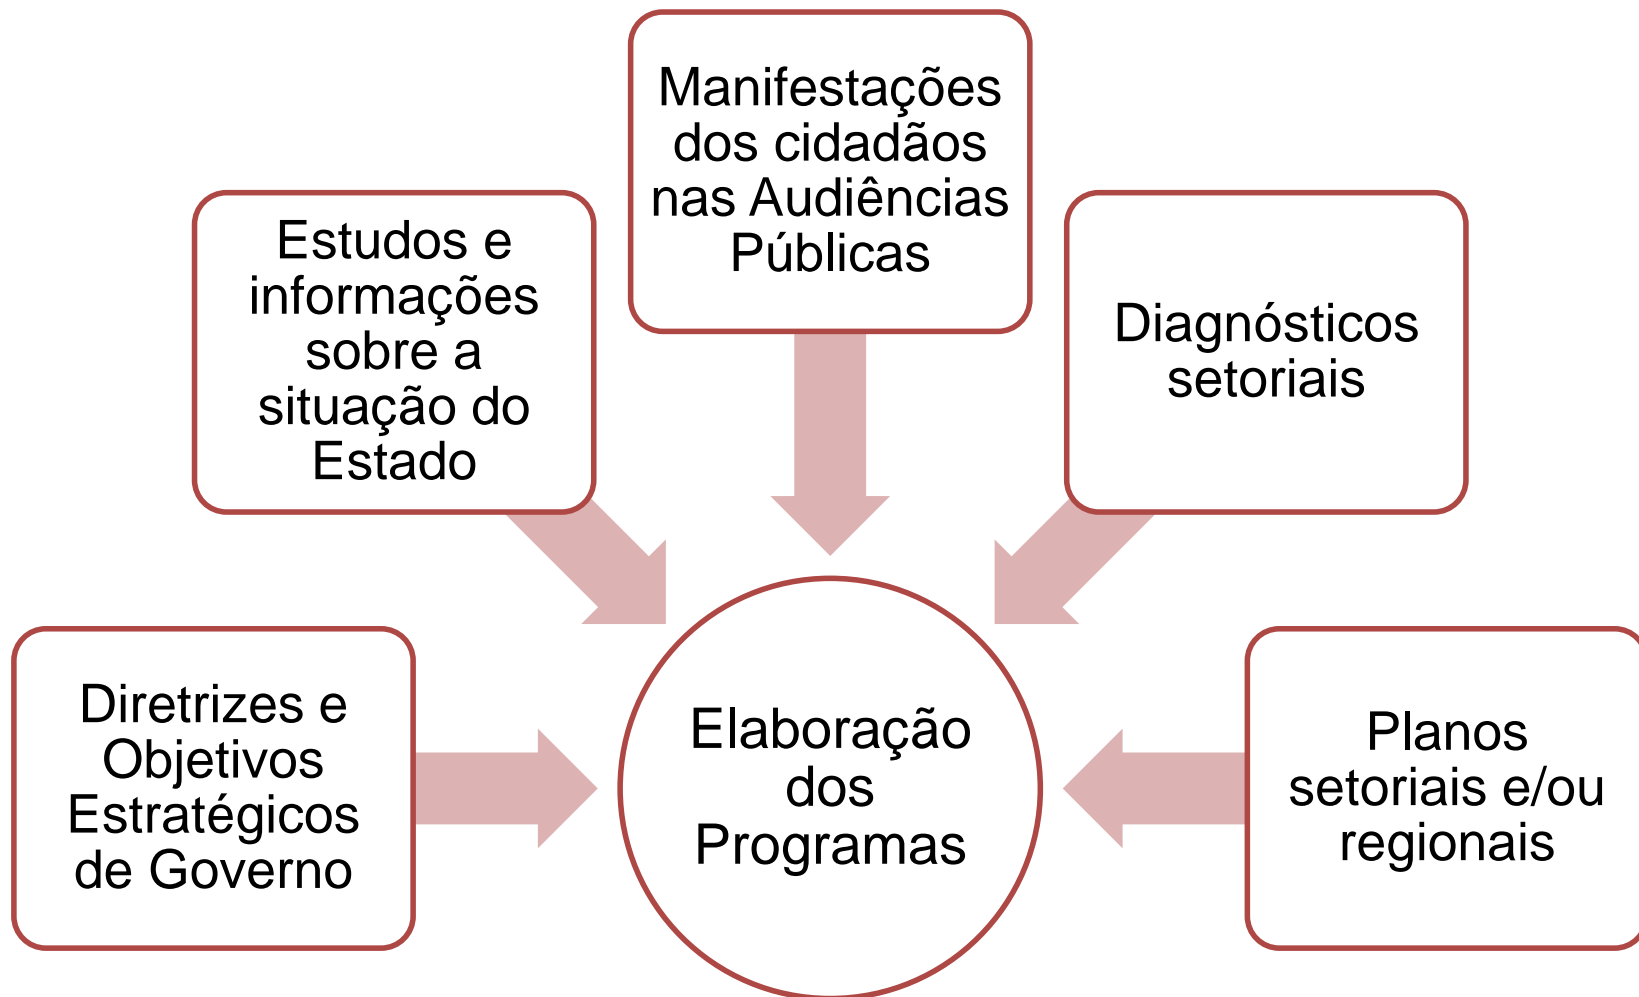 Manifestações
dos cidadãos
nas Audiências
Públicas
Estudos e
informações
sobre a
situação do
Estado
Diagnósticos
setoriais
Diretrizes e
Objetivos
Estratégicos
de Governo
Elaboração
dos
Programas
Planos
setoriais e/ou
regionais